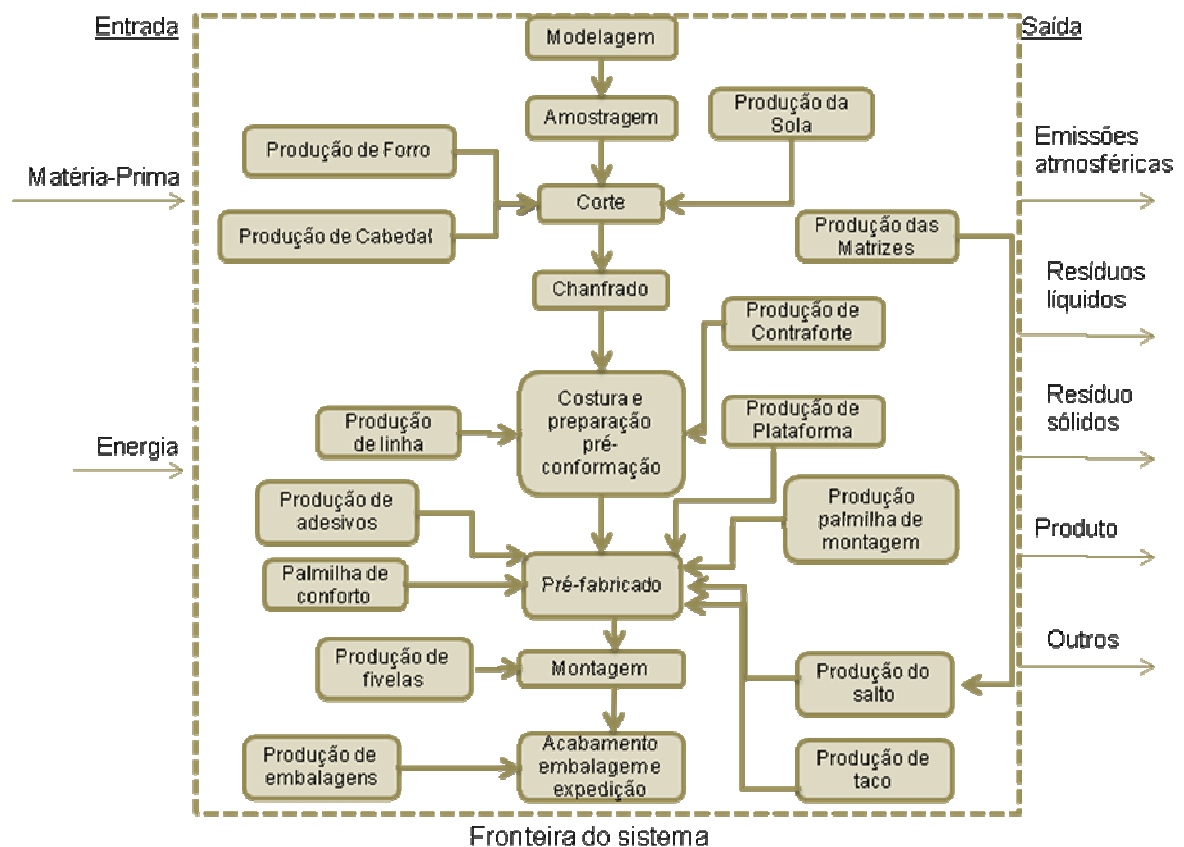 Entrada
Saída
Modelagem
Amostragem
Produção da
Sola
Produção de Forro
Emissões
atmosféricas
Matéria-Prima
Corte
Produção de Cabedal
Produção das
Matrizes
Chanfrado
Resíduos
líquidos
Produção de
Contraforte
Costura e
preparação
pré-
conformação
Produção
de linha
Produção de
Plataforma
Resíduo
sólidos
Energia
Produção de
adesivos
Produção
palmilha de
montagem
Produto
Palmilha de
conforto
Pré-fabricado
Outros
Produção de
fivelas
Montagem
Produção do
salto
Produção de
embalagens
Acabamento
embalagem e
expedição
Produção de
taco
Fronteira do sistema